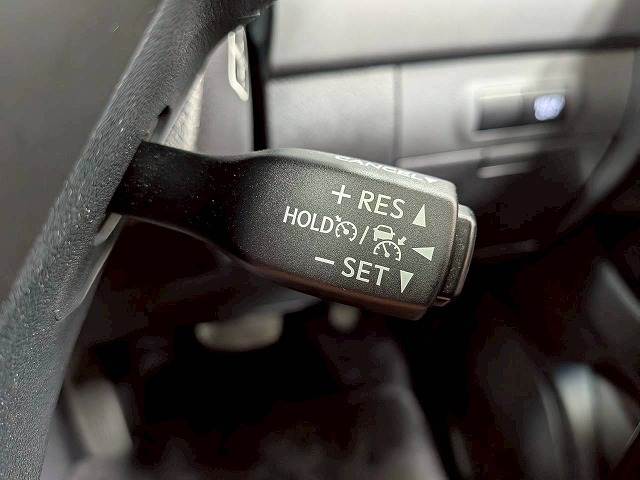 CANCEL
+ RES
HOLD /
− SET